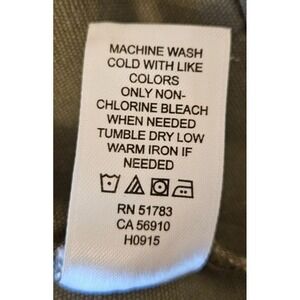 MACHINE WASH
COLD WITH LIKE
COLORS
ONLY NON-
CHLORINE BLEACH
WHEN NEEDED
TUMBLE DRY LOW
WARM IRON IF
NEEDED
RN 51783
CA 56910
H0915